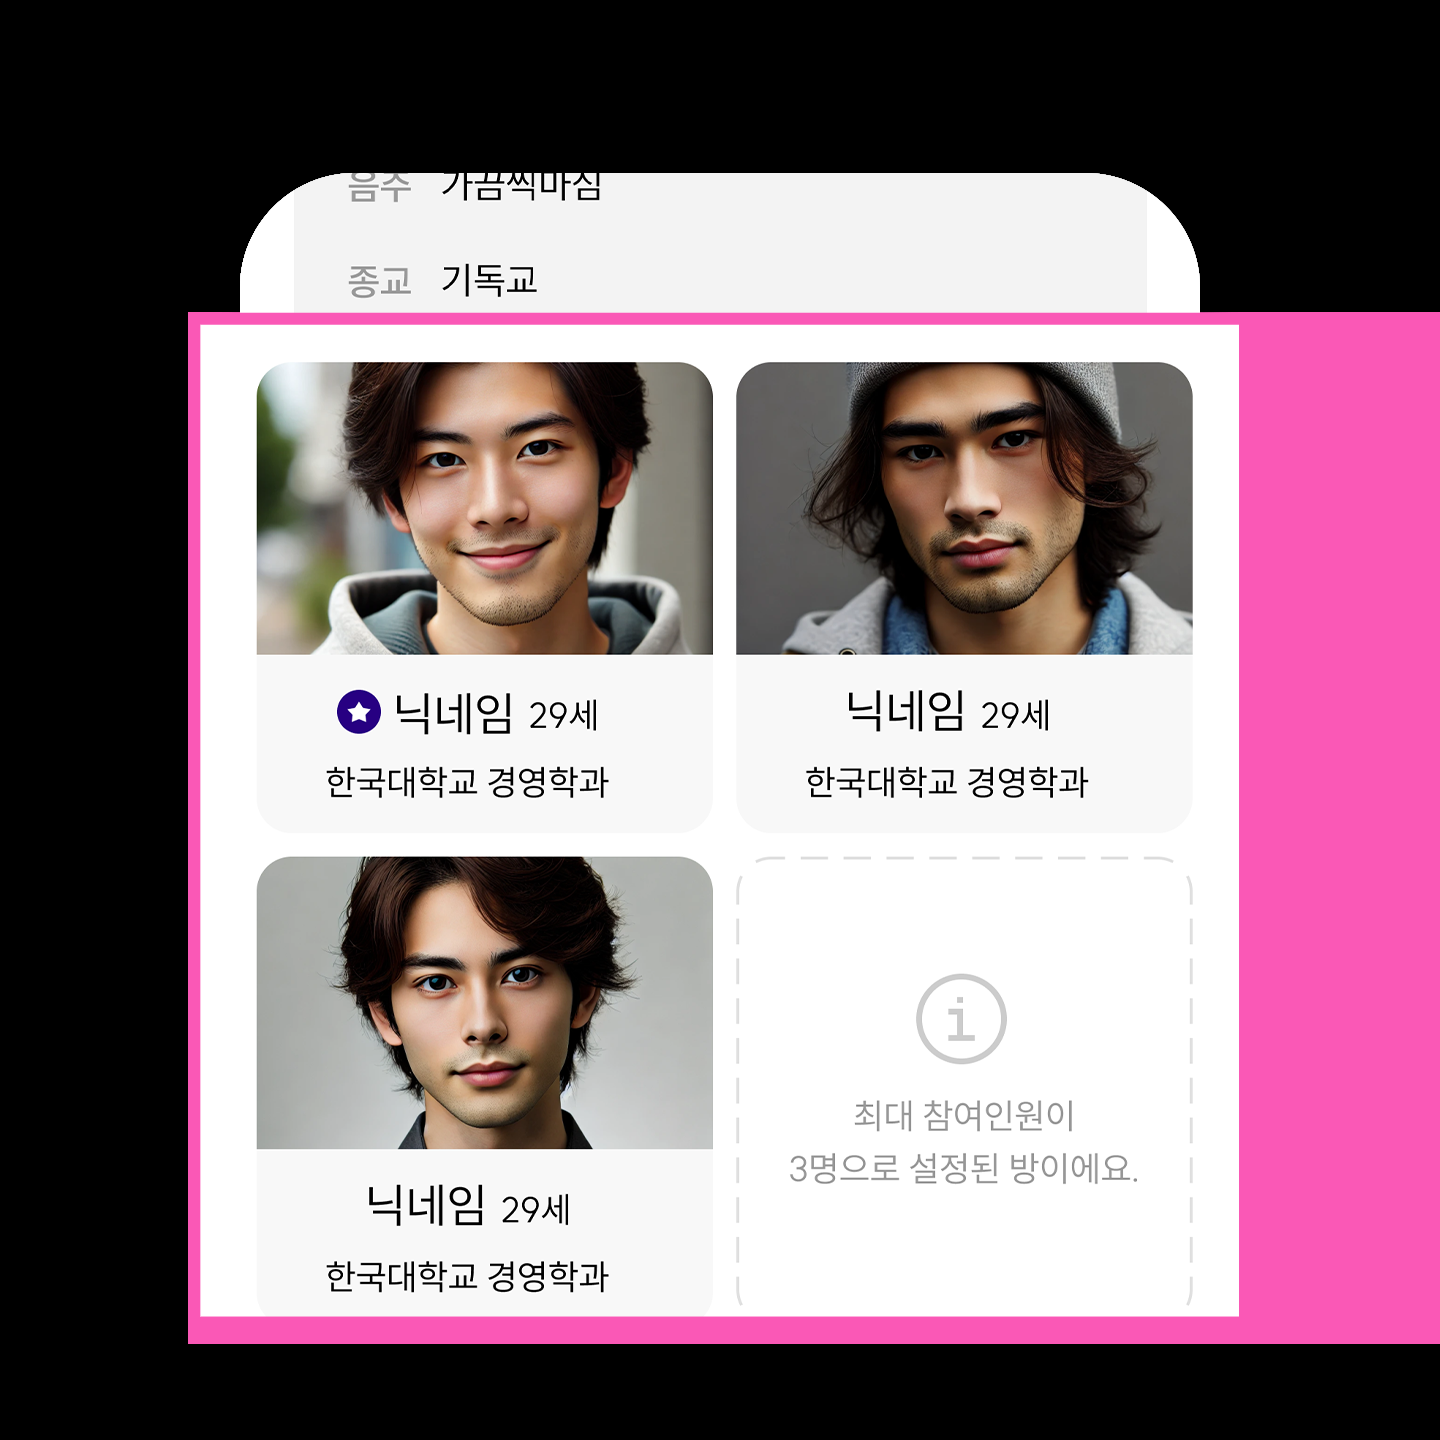 음주 가끔씩마심
종교 기독교
닉네임 29세
한국대학교 경영학과
닉네임 29세
한국대학교 경영학과
닉네임 29세
한국대학교 경영학과
최대 참여인원이
3명으로 설정된 방이에요.